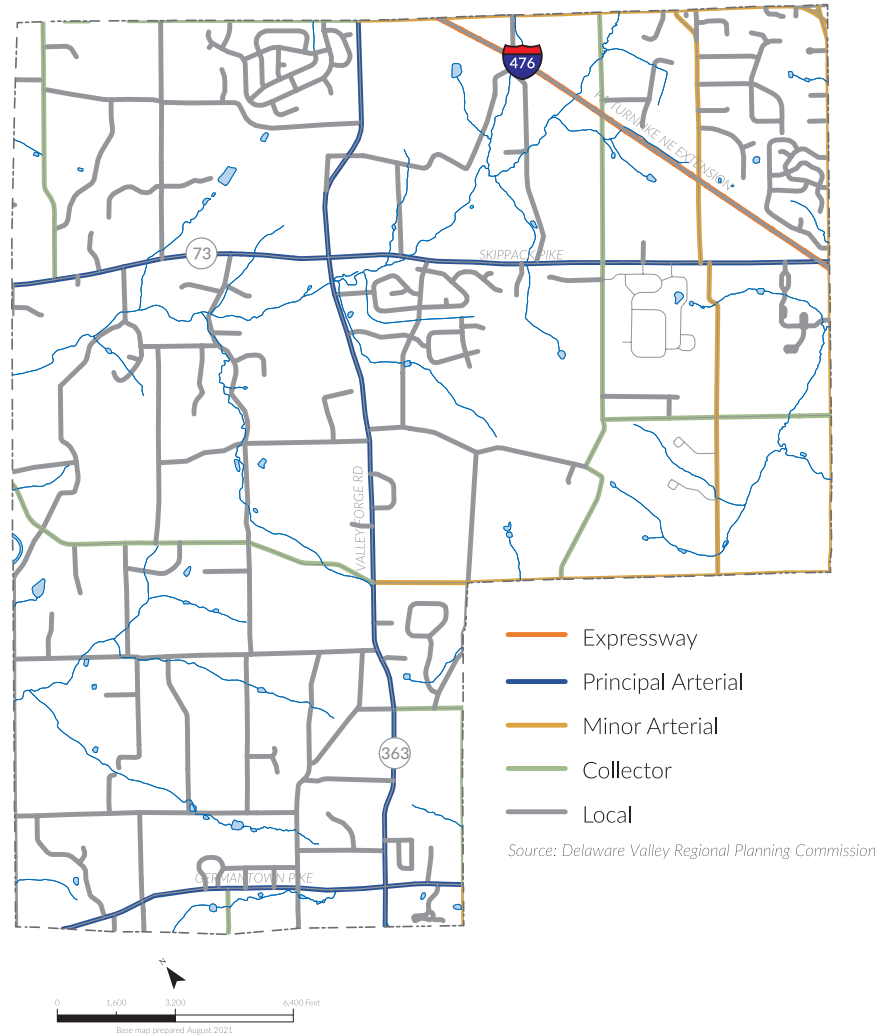 476
PA TURNPIKE NE EXTENSION
73
SKIPPACK PIKE
VALLEY FORGE RD
Expressway
Principal Arterial
Minor Arterial
363
Collector
Local
Source: Delaware Valley Regional Planning Commission
GERMANTOWN PIKE
N
0 1,600 3,200 6,400 Feet
Base map prepared August 2021